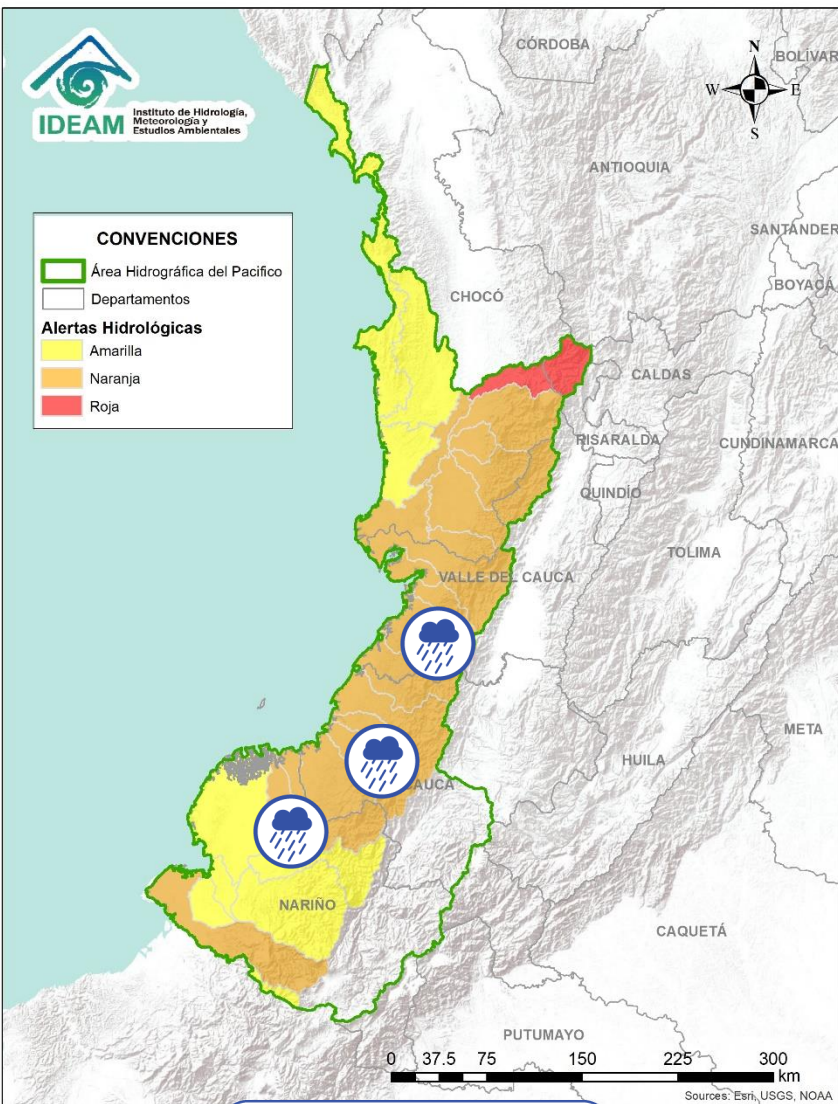 IDEAM
Instituto de Hidrología,
Meteorología y
Estudios Ambientales
CÓRDOBA
BOLÍVAR
N
W
E
S
ANTIOQUIA
SANTANDER
BOYACÁ
CONVENCIONES
Área Hidrográfica del Pacifico
Departamentos
Alertas Hidrológicas
Amarilla
Naranja
Roja
CHOCÓ
CALDAS
RISARALDA
CUNDINAMARCA
QUINDÍO
TOLIMA
VALLE DEL CAUCA
META
HUILA
CAUCA
NARIÑO
CAQUETÁ
PUTUMAYO
0 37.5 75 150 225 300
km
Sources: Esri, USGS, NOAA